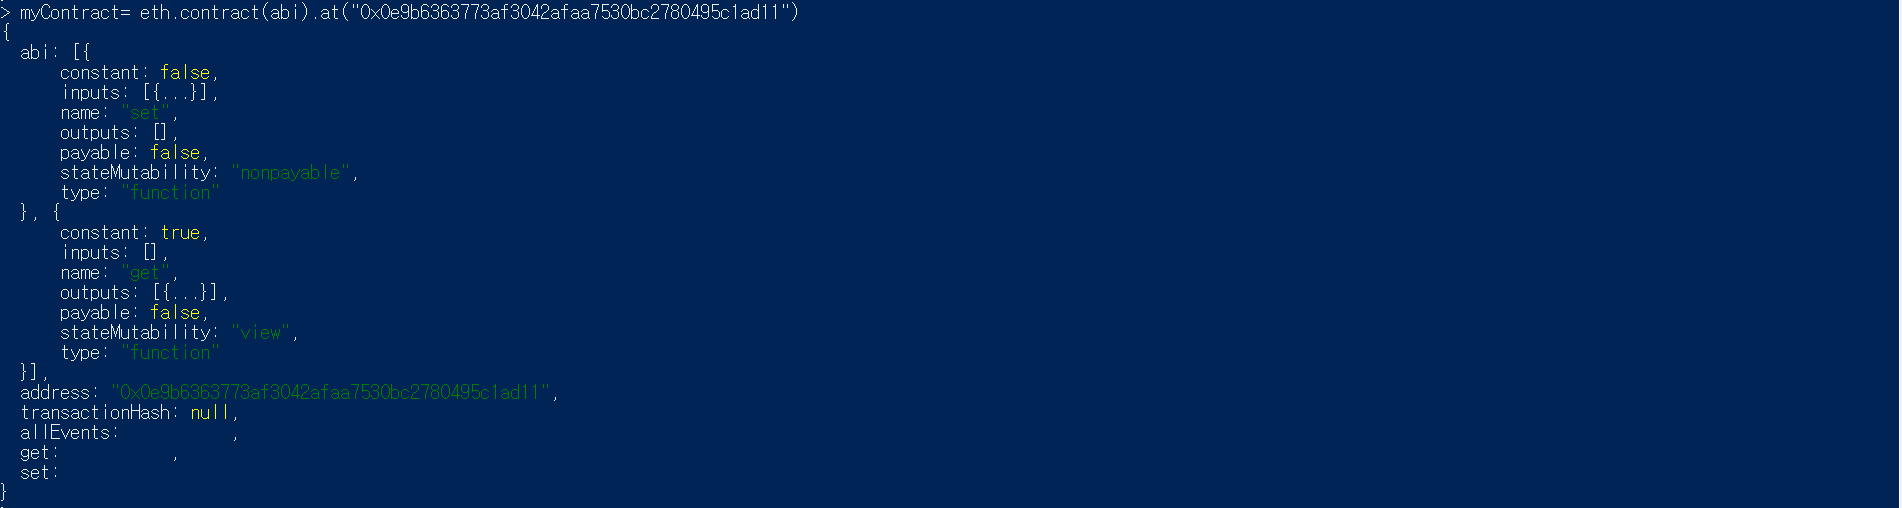 > myContract= eth.contract(abi).at("0x0e9b6363773af3042afaa7530bc2780495c1ad11")
{
  abi: [{
      constant: false,
      inputs: [{...}],
      name: "set",
      outputs: [],
      payable: false,
      stateMutability: "nonpayable",
      type: "function"
  }, {
      constant: true,
      inputs: [],
      name: "get",
      outputs: [{...}],
      payable: false,
      stateMutability: "view",
      type: "function"
  }],
  address: "0x0e9b6363773af3042afaa7530bc2780495c1ad11",
  transactionHash: null,
  allEvents:           ,
  get:           ,
  set:
}